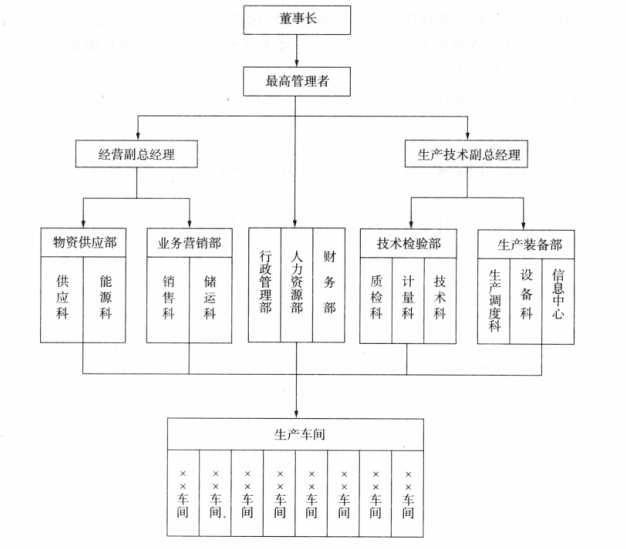 董事长
最高管理者
经营副总经理
生产技术副总经理
物资供应部
供应科
能源科
业务营销部
销售科
储运科
行政管理部
人力资源部
财务部
技术检验部
质检科
计量科
技术科
生产装备部
生产调度科
设备科
信息中心
生产车间
××车间
××车间
××车间
××车间
××车间
××车间
××车间
××车间